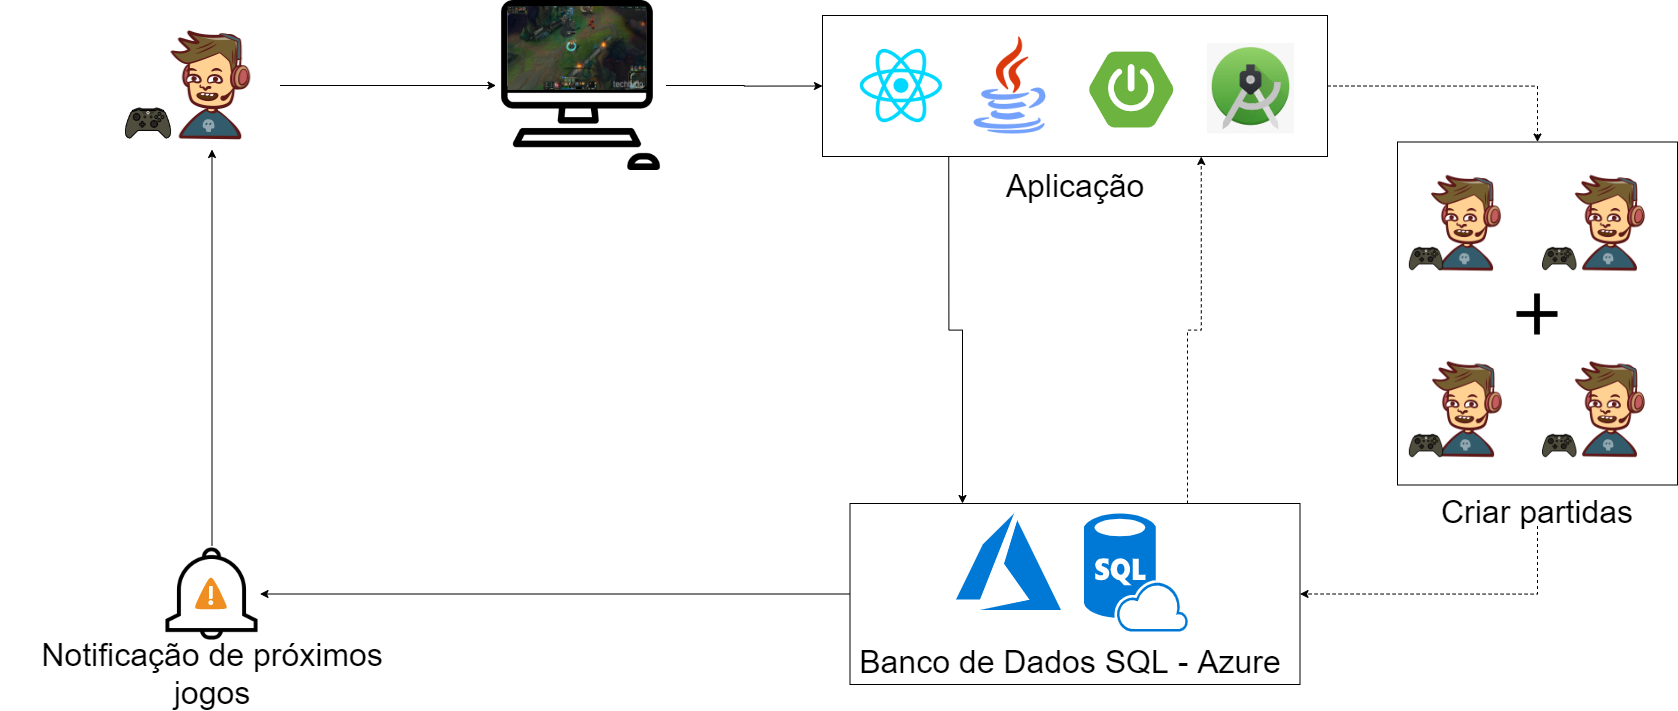 Aplicação
Criar partidas
SQL
Banco de Dados SQL - Azure
Notificação de próximos
jogos